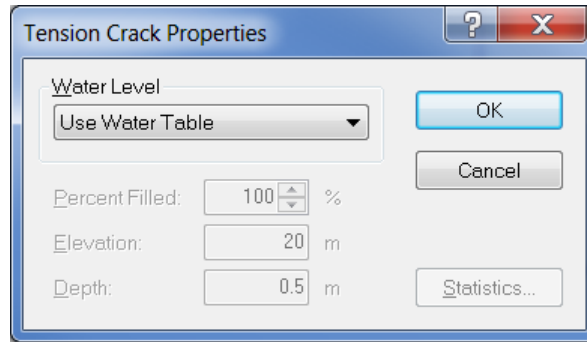 Tension Crack Properties
?
X
Water Level
Use Water Table
OK
Cancel
Percent Filled: 100 %
Elevation: 20 m
Depth: 0.5 m
Statistics...